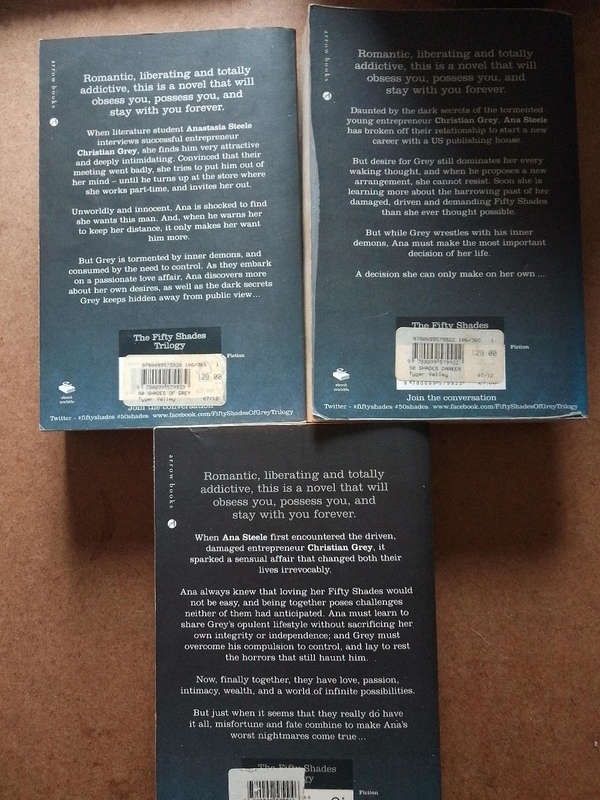 arrow books
Romantic, liberating and totally
addictive, this is a novel that will
obsess you, possess you, and
stay with you forever.
When literature student Anastasia Steele
interviews successful entrepreneur
Christian Grey, she finds him very attractive
and deeply intimidating. Convinced that their
meeting went badly, she tries to put him out of
her mind – until he turns up at the store where
she works part-time, and invites her out.
Unworldly and innocent, Ana is shocked to find
she wants this man. And, when he warns her
to keep her distance, it only makes her want
him more.
But Grey is tormented by inner demons, and
consumed by the need to control. As they embark
on a passionate love affair, Ana discovers more
about her own desires, as well as the dark secrets
Grey keeps hidden away from public view...
The Fifty Shades
Trilogy
Fiction
50 SHADES OF GREY
Tyger Valley 07/12
Join the conversation
Twitter - #fiftyshades #50shades www.facebook.com/FiftyShadesOfGreyTrilogy
arrow books
Romantic, liberating and totally
addictive, this is a novel that will
obsess you, possess you, and
stay with you forever.
Daunted by the dark secrets of the tormented
young entrepreneur Christian Grey, Ana Steele
has broken off their relationship to start a new
career with a US publishing house.
But desire for Grey still dominates her every
waking thought, and when he proposes a new
arrangement, she cannot resist. Soon she is
learning more about the harrowing past of her
damaged, driven and demanding Fifty Shades
than she ever thought possible.
But while Grey wrestles with his inner
demons, Ana must make the most important
decision of her life.
A decision she can only make on her own ...
The Fifty Shades
Fiction
50 SHADES DARKER
Tyger Valley 07/12
Join the conversation
Twitter - #fiftyshades #50shades www.facebook.com/FiftyShadesOfGreyTrilogy
arrow books
Romantic, liberating and totally
addictive, this is a novel that will
obsess you, possess you, and
stay with you forever.
When Ana Steele first encountered the driven,
damaged entrepreneur Christian Grey, it
sparked a sensual affair that changed both their
lives irrevocably.
Ana always knew that loving her Fifty Shades would
not be easy, and being together poses challenges
neither of them had anticipated. Ana must learn to
share Grey's opulent lifestyle without sacrificing her
own integrity or independence; and Grey must
overcome his compulsion to control, and lay to rest
the horrors that still haunt him.
Now, finally together, they have love, passion,
intimacy, wealth, and a world of infinite possibilities.
But just when it seems that they really do have
it all, misfortune and fate combine to make Ana's
worst nightmares come true ...
The Fifty Shades
Fiction